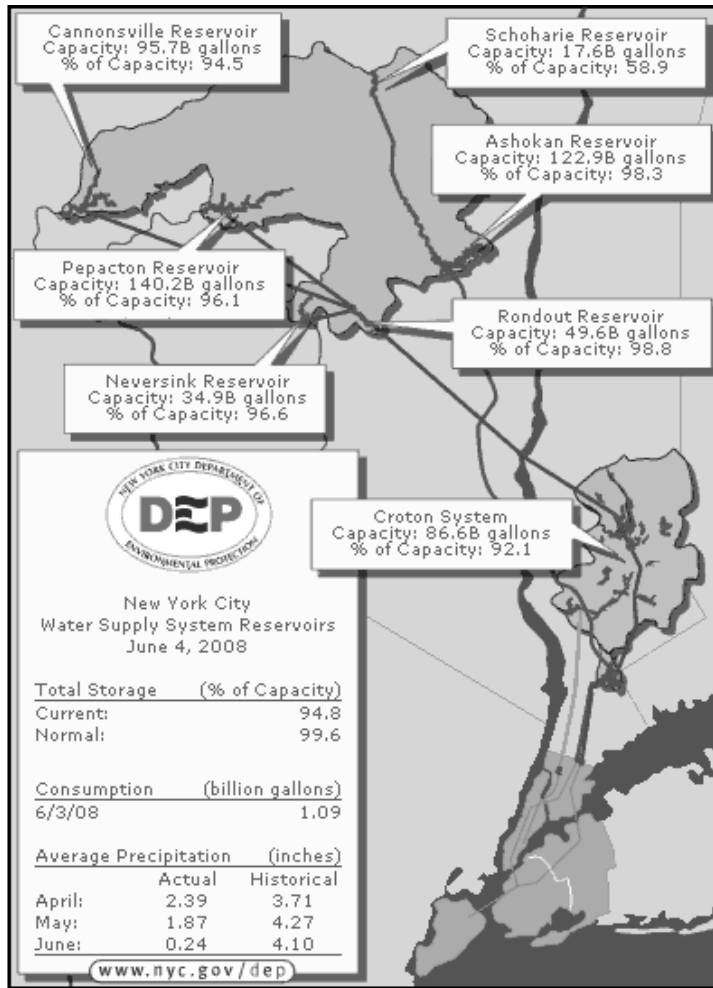 Cannonsville Reservoir
Capacity: 95.7B gallons
% of Capacity: 94.5
Schoharie Reservoir
Capacity: 17.6B gallons
% of Capacity: 58.9
Ashokan Reservoir
Capacity: 122.9B gallons
% of Capacity: 98.3
Pepacton Reservoir
Capacity: 140.2B gallons
% of Capacity: 96.1
Rondout Reservoir
Capacity: 49.6B gallons
% of Capacity: 98.8
Neversink Reservoir
Capacity: 34.9B gallons
% of Capacity: 96.6
Croton System
Capacity: 86.6B gallons
% of Capacity: 92.1
NEW YORK CITY DEPARTMENT OF
DEP
ENVIRONMENTAL PROTECTION
New York City
Water Supply System Reservoirs
June 4, 2008
Total Storage (% of Capacity)
Current: 94.8
Normal: 99.6
Consumption (billion gallons)
6/3/08 1.09
Average Precipitation (inches)
Actual Historical
April: 2.39 3.71
May: 1.87 4.27
June: 0.24 4.10
www.nyc.gov/dep